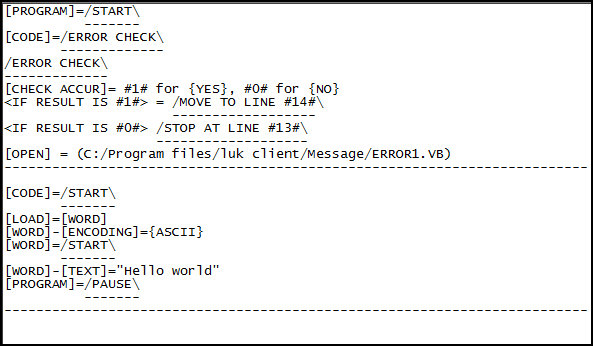 [PROGRAM]=/START\
-------
[CODE]=/ERROR CHECK\
-------------
/ERROR CHECK\
-------------
[CHECK ACCUR]= #1# for {YES}, #0# for {NO}
<IF RESULT IS #1#> = /MOVE TO LINE #14#\
------------------
<IF RESULT IS #0#> /STOP AT LINE #13#\
-------------------
[OPEN] = (C:/Program files/luk client/Message/ERROR1.VB)
-------------------------------------------------------------------------
[CODE]=/START\
-------
[LOAD]=[WORD]
[WORD]-[ENCODING]={ASCII}
[WORD]=/START\
-------
[WORD]-[TEXT]="Hello world"
[PROGRAM]=/PAUSE\
-------
-------------------------------------------------------------------------